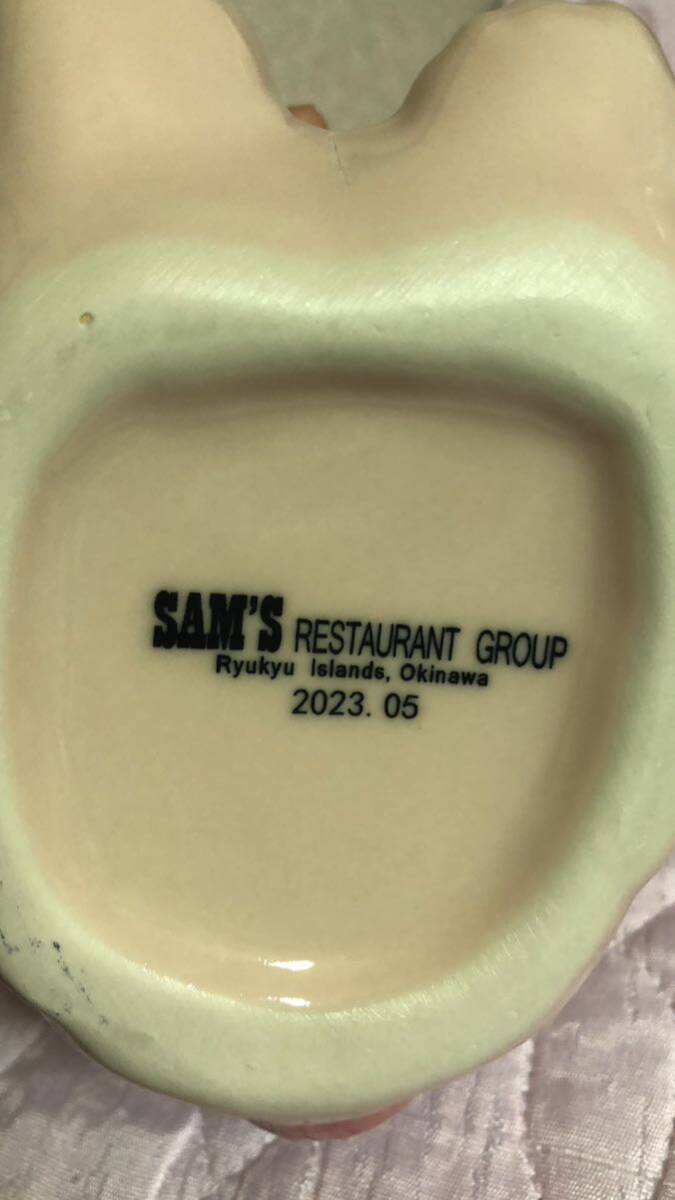 SAM'S RESTAURANT GROUP
Ryukyu Islands, Okinawa
2023. 05